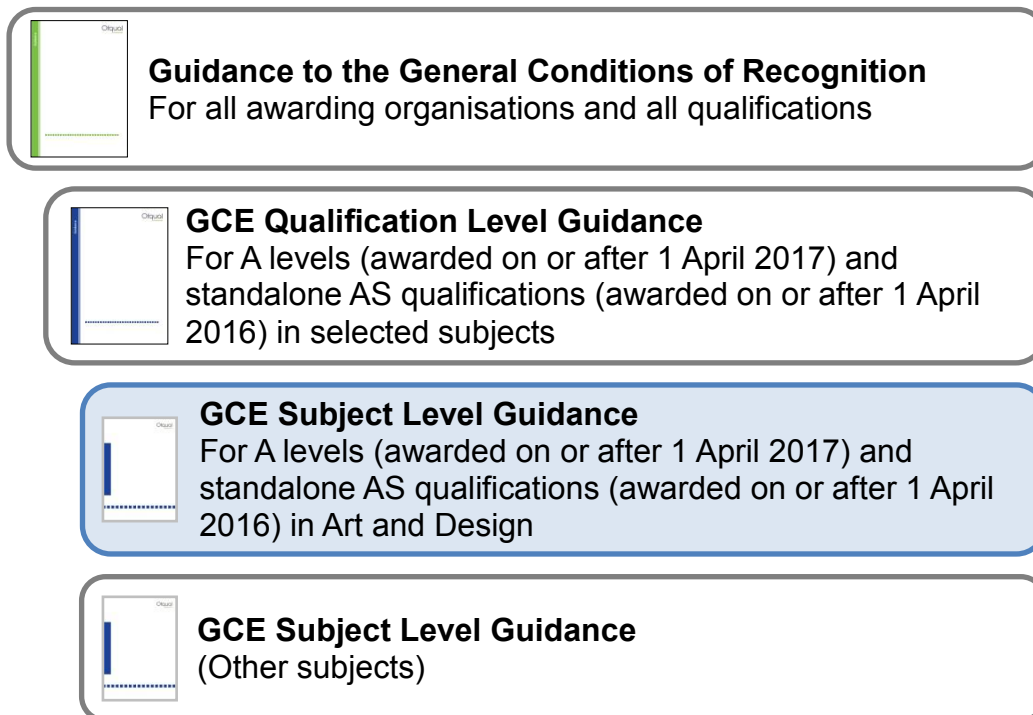 Ofqual
Guidance to the General Conditions of Recognition
For all awarding organisations and all qualifications
Ofqual
GCE Qualification Level Guidance
For A levels (awarded on or after 1 April 2017) and
standalone AS qualifications (awarded on or after 1 April
2016) in selected subjects
Ofqual
GCE Subject Level Guidance
For A levels (awarded on or after 1 April 2017) and
standalone AS qualifications (awarded on or after 1 April
2016) in Art and Design
Ofqual
GCE Subject Level Guidance
(Other subjects)